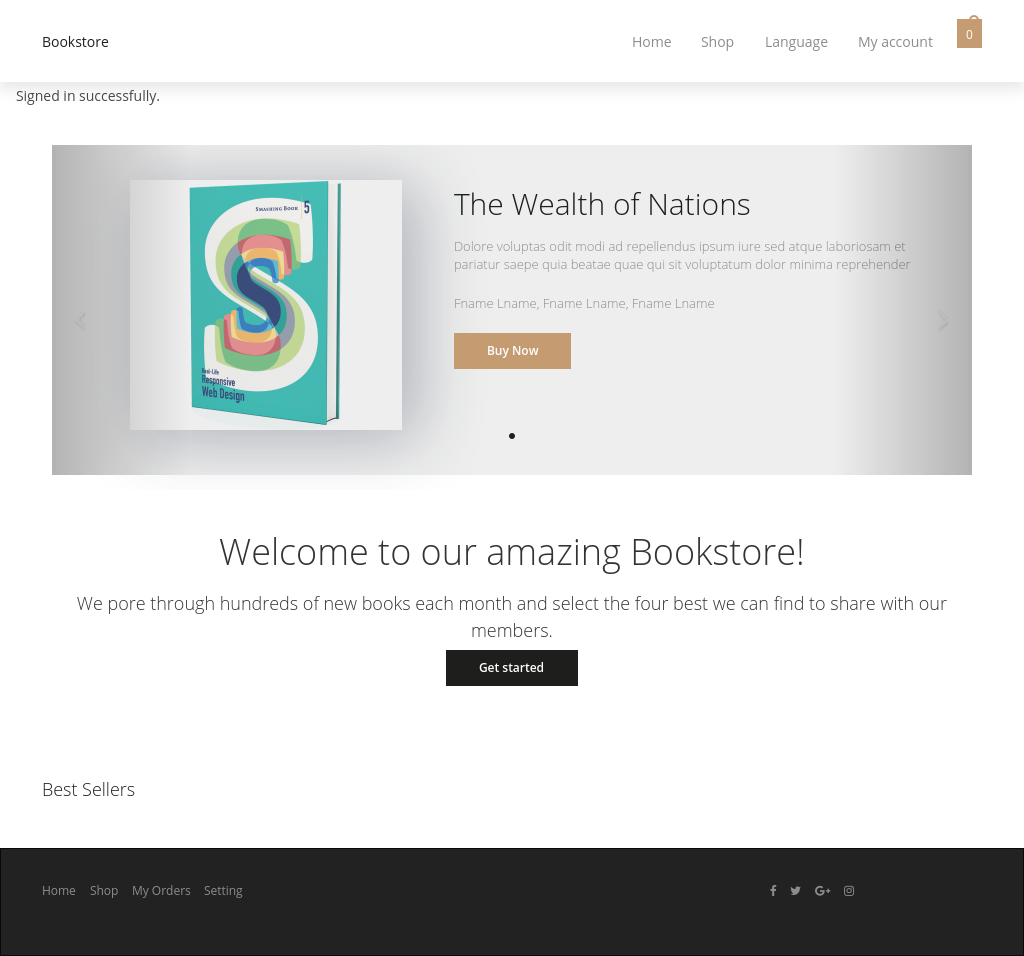 Bookstore
Home Shop Language My account 0
Signed in successfully.
Smashing Book 5
Real-Life
Responsive
Web Design
The Wealth of Nations
Dolore voluptas odit modi ad repellendus ipsum iure sed atque laboriosam et
pariatur saepe quia beatae quae qui sit voluptatum dolor minima reprehender
Fname Lname, Fname Lname, Fname Lname
Buy Now
Welcome to our amazing Bookstore!
We pore through hundreds of new books each month and select the four best we can find to share with our
members.
Get started
Best Sellers
Home Shop My Orders Setting